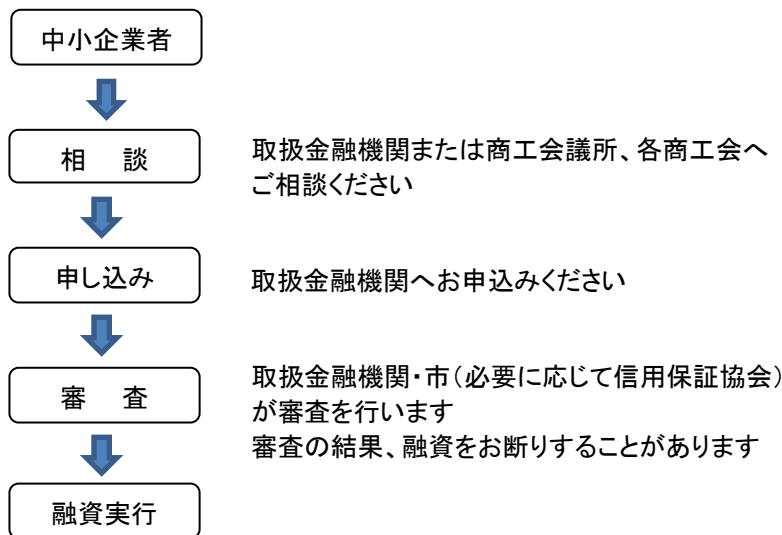 中小企業者
相　談
取扱金融機関または商工会議所、各商工会へ
ご相談ください
申し込み
取扱金融機関へお申込みください
審　査
取扱金融機関・市（必要に応じて信用保証協会）
が審査を行います
審査の結果、融資をお断りすることがあります
融資実行